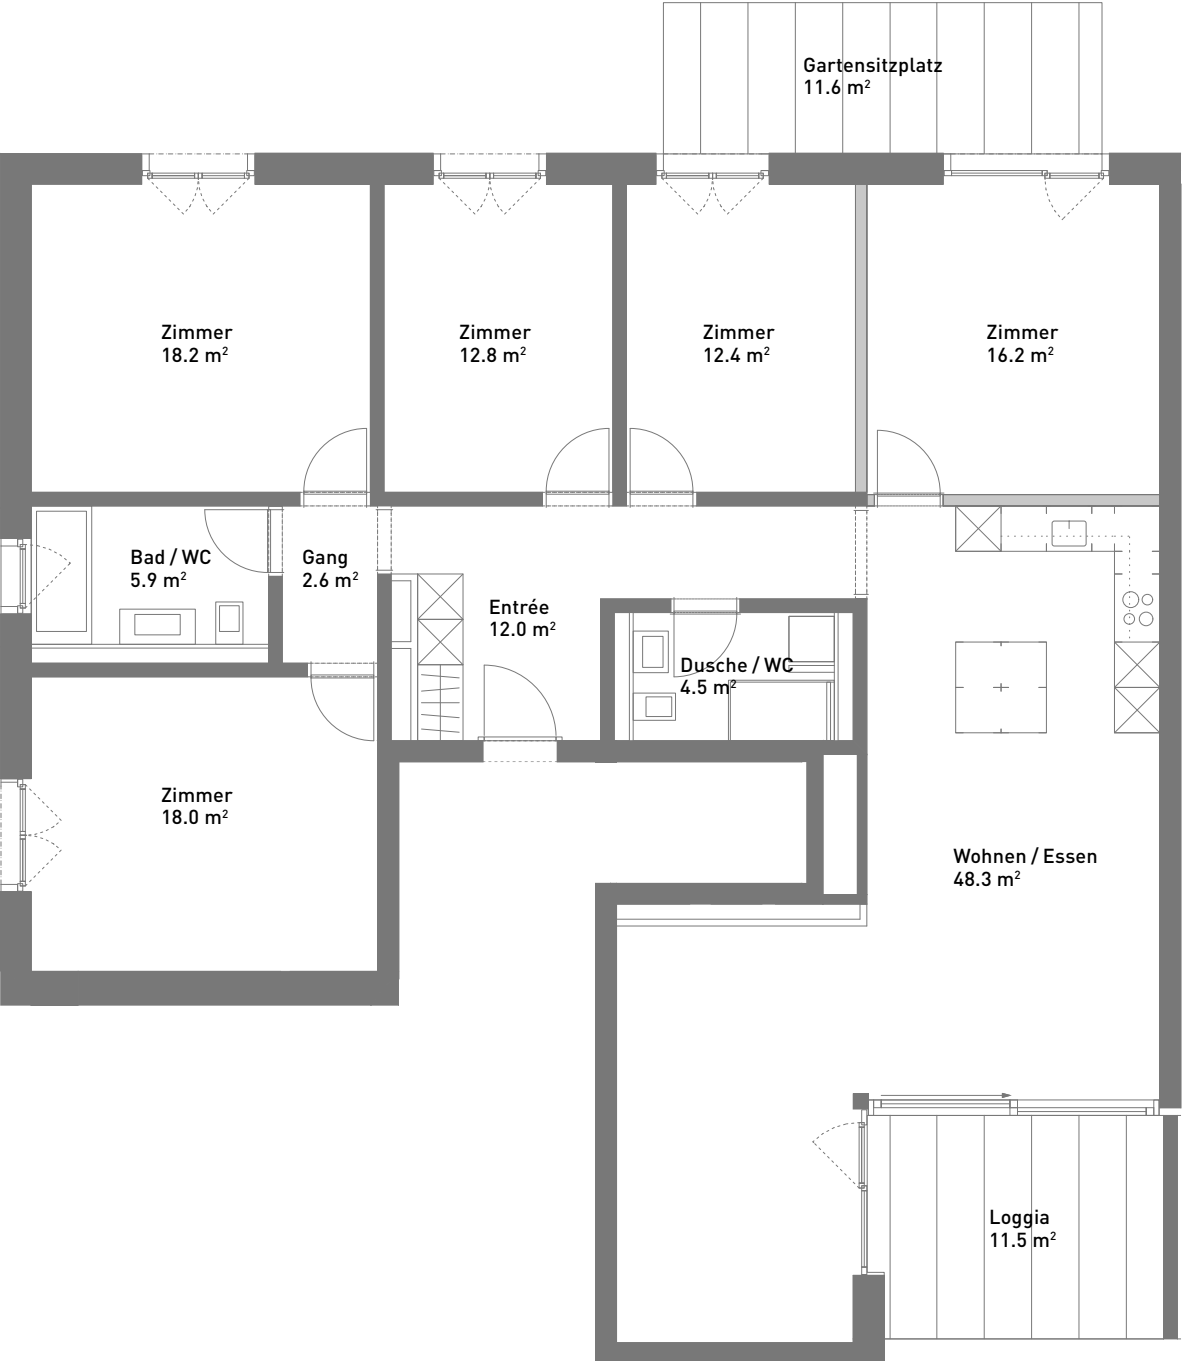 Gartensitzplatz
11.6 m²
Zimmer
18.2 m²
Zimmer
12.8 m²
Zimmer
12.4 m²
Zimmer
16.2 m²
Bad / WC
5.9 m²
Gang
2.6 m²
Entrée
12.0 m²
Dusche / WC
4.5 m²
Zimmer
18.0 m²
Wohnen / Essen
48.3 m²
Loggia
11.5 m²